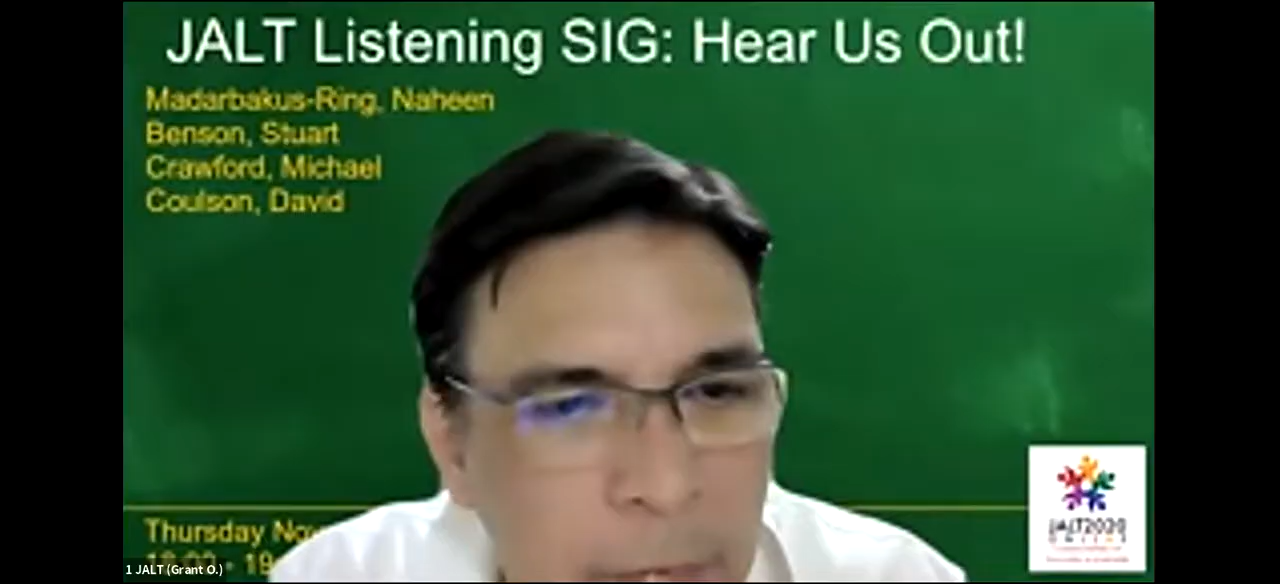 JALT Listening SIG: Hear Us Out!
Madarbakus-Ring, Naheen
Benson, Stuart
Crawford, Michael
Coulson, David
Thursday
1 JALT (Grant O.)
JALT2020
ONLINE